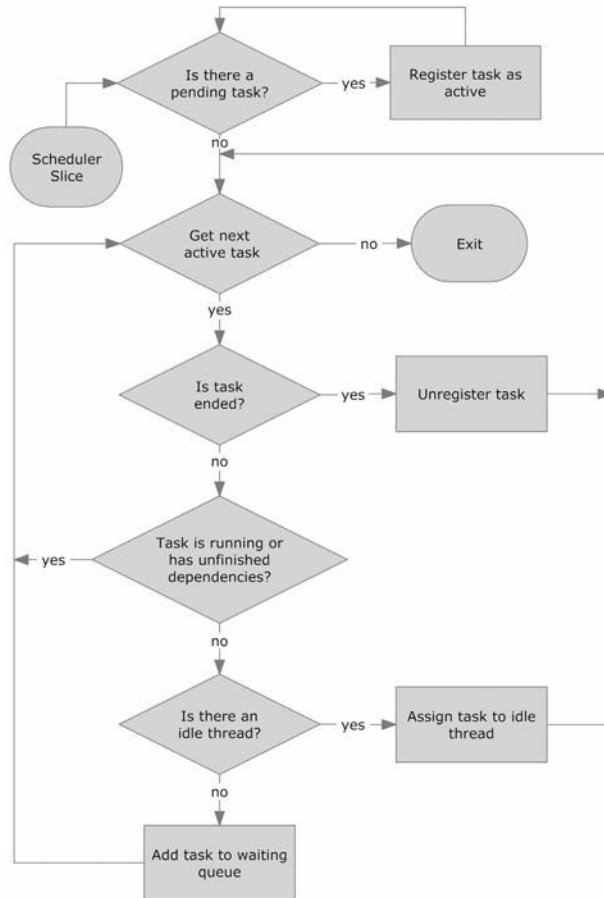 Is there a
pending task?
yes
Register task as
active
no
Scheduler
Slice
Get next
active task
no
Exit
yes
Is task
ended?
yes
Unregister task
no
Task is running or
has unfinished
dependencies?
yes
no
Is there an
idle thread?
yes
Assign task to idle
thread
no
Add task to waiting
queue